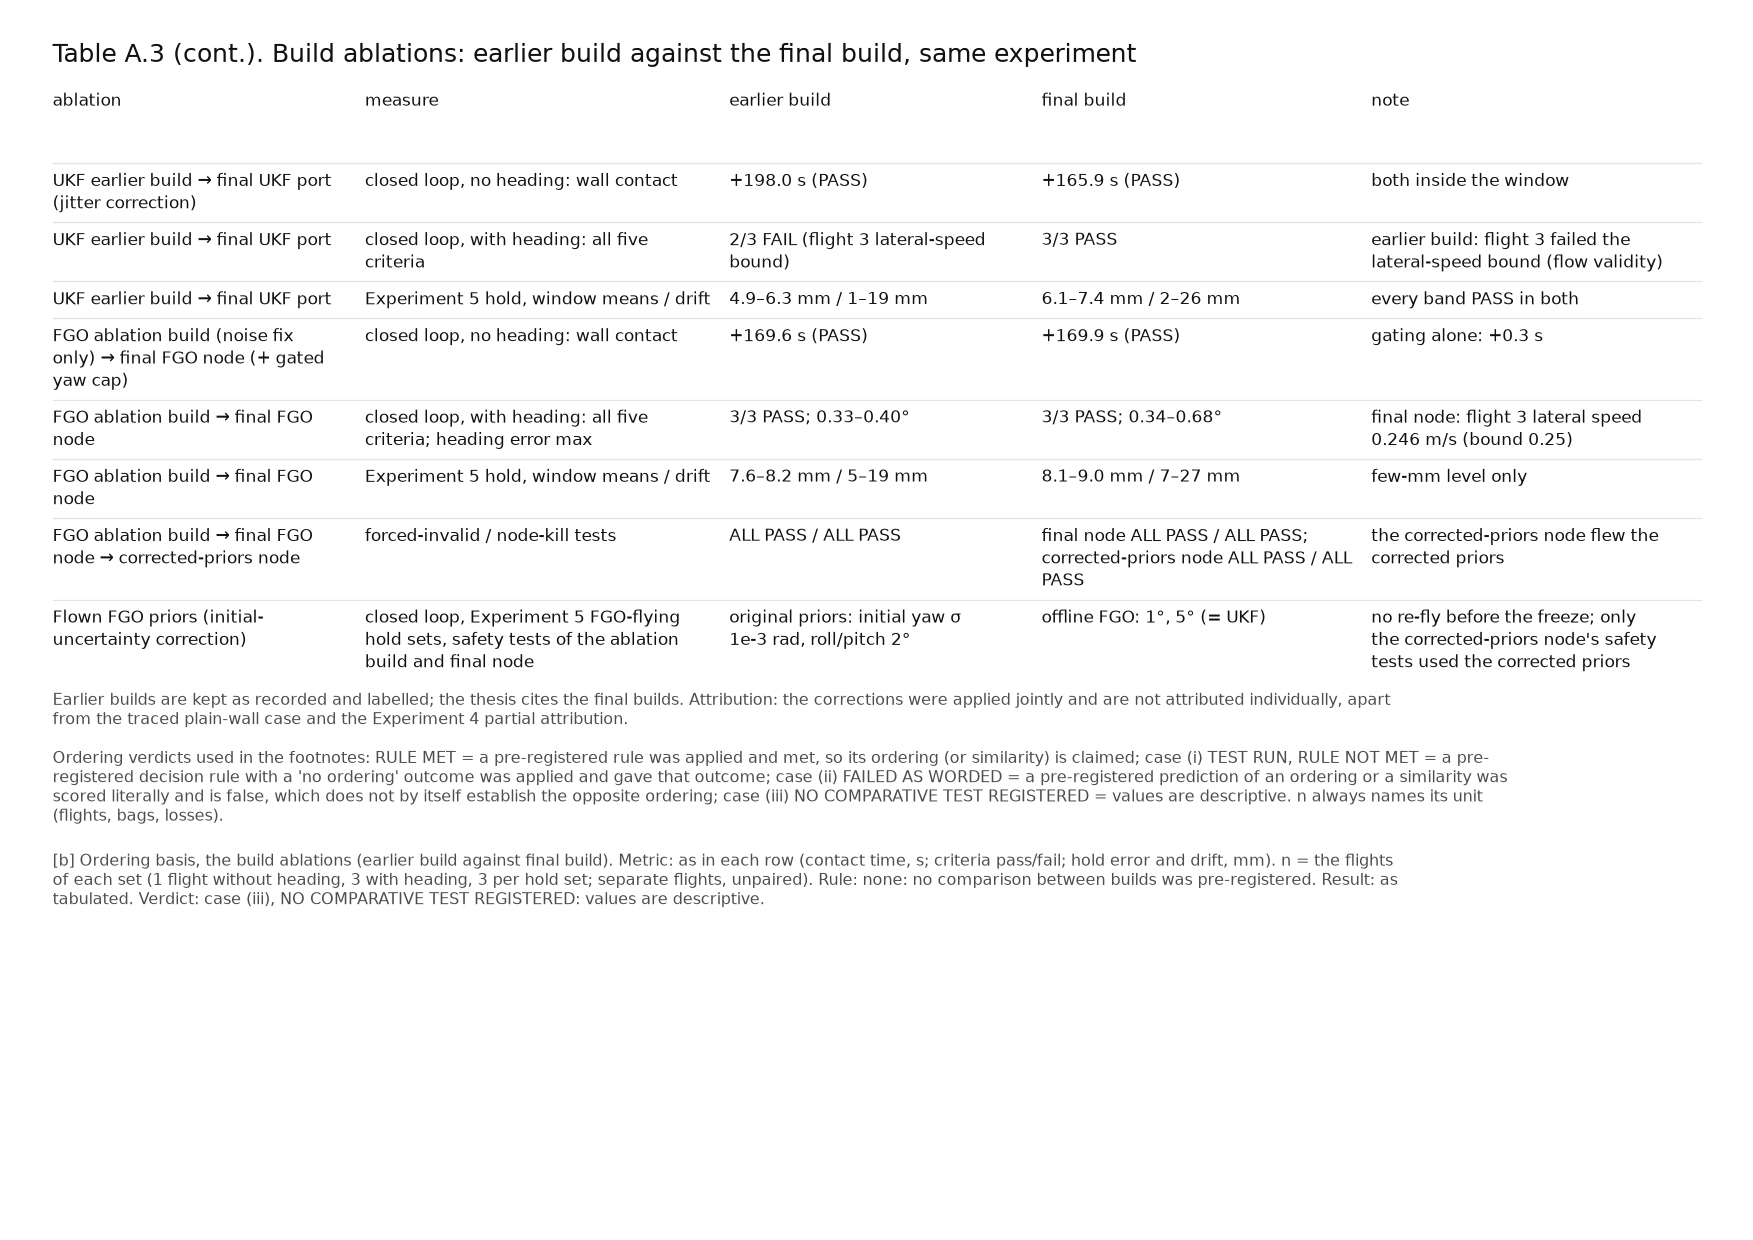 Table A.3 (cont.). Build ablations: earlier build against the final build, same experiment
ablation measure earlier build final build note
UKF earlier build → final UKF port closed loop, no heading: wall contact +198.0 s (PASS) +165.9 s (PASS) both inside the window
(jitter correction)
UKF earlier build → final UKF port closed loop, with heading: all five 2/3 FAIL (flight 3 lateral-speed 3/3 PASS earlier build: flight 3 failed the
criteria bound) lateral-speed bound (flow validity)
UKF earlier build → final UKF port Experiment 5 hold, window means / drift 4.9–6.3 mm / 1–19 mm 6.1–7.4 mm / 2–26 mm every band PASS in both
FGO ablation build (noise fix closed loop, no heading: wall contact +169.6 s (PASS) +169.9 s (PASS) gating alone: +0.3 s
only) → final FGO node (+ gated
yaw cap)
FGO ablation build → final FGO closed loop, with heading: all five 3/3 PASS; 0.33–0.40° 3/3 PASS; 0.34–0.68° final node: flight 3 lateral speed
node criteria; heading error max 0.246 m/s (bound 0.25)
FGO ablation build → final FGO Experiment 5 hold, window means / drift 7.6–8.2 mm / 5–19 mm 8.1–9.0 mm / 7–27 mm few-mm level only
node
FGO ablation build → final FGO forced-invalid / node-kill tests ALL PASS / ALL PASS final node ALL PASS / ALL PASS; the corrected-priors node flew the
node → corrected-priors node corrected-priors node ALL PASS / ALL corrected priors
PASS
Flown FGO priors (initial- closed loop, Experiment 5 FGO-flying original priors: initial yaw σ offline FGO: 1°, 5° (= UKF) no re-fly before the freeze; only
uncertainty correction) hold sets, safety tests of the ablation 1e-3 rad, roll/pitch 2° the corrected-priors node's safety
build and final node tests used the corrected priors
Earlier builds are kept as recorded and labelled; the thesis cites the final builds. Attribution: the corrections were applied jointly and are not attributed individually, apart
from the traced plain-wall case and the Experiment 4 partial attribution.
Ordering verdicts used in the footnotes: RULE MET = a pre-registered rule was applied and met, so its ordering (or similarity) is claimed; case (i) TEST RUN, RULE NOT MET = a pre-
registered decision rule with a 'no ordering' outcome was applied and gave that outcome; case (ii) FAILED AS WORDED = a pre-registered prediction of an ordering or a similarity was
scored literally and is false, which does not by itself establish the opposite ordering; case (iii) NO COMPARATIVE TEST REGISTERED = values are descriptive. n always names its unit
(flights, bags, losses).
[b] Ordering basis, the build ablations (earlier build against final build). Metric: as in each row (contact time, s; criteria pass/fail; hold error and drift, mm). n = the flights
of each set (1 flight without heading, 3 with heading, 3 per hold set; separate flights, unpaired). Rule: none: no comparison between builds was pre-registered. Result: as
tabulated. Verdict: case (iii), NO COMPARATIVE TEST REGISTERED: values are descriptive.